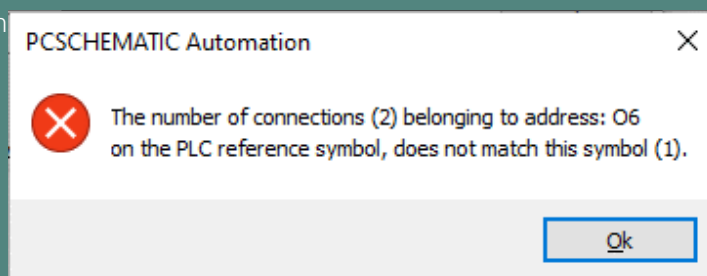 PCSCHEMATIC Automation
The number of connections (2) belonging to address: O6
on the PLC reference symbol, does not match this symbol (1).
Ok